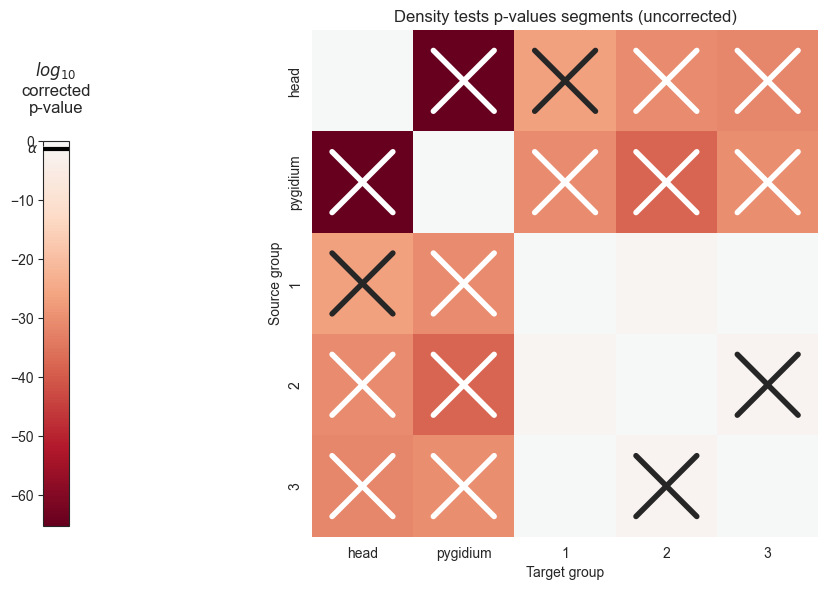 Density tests p-values segments (uncorrected)
log10
corrected
p-value
0
α
−10
−20
−30
−40
−50
−60
Source group
head
pygidium
1
2
3
head pygidium 1 2 3
Target group